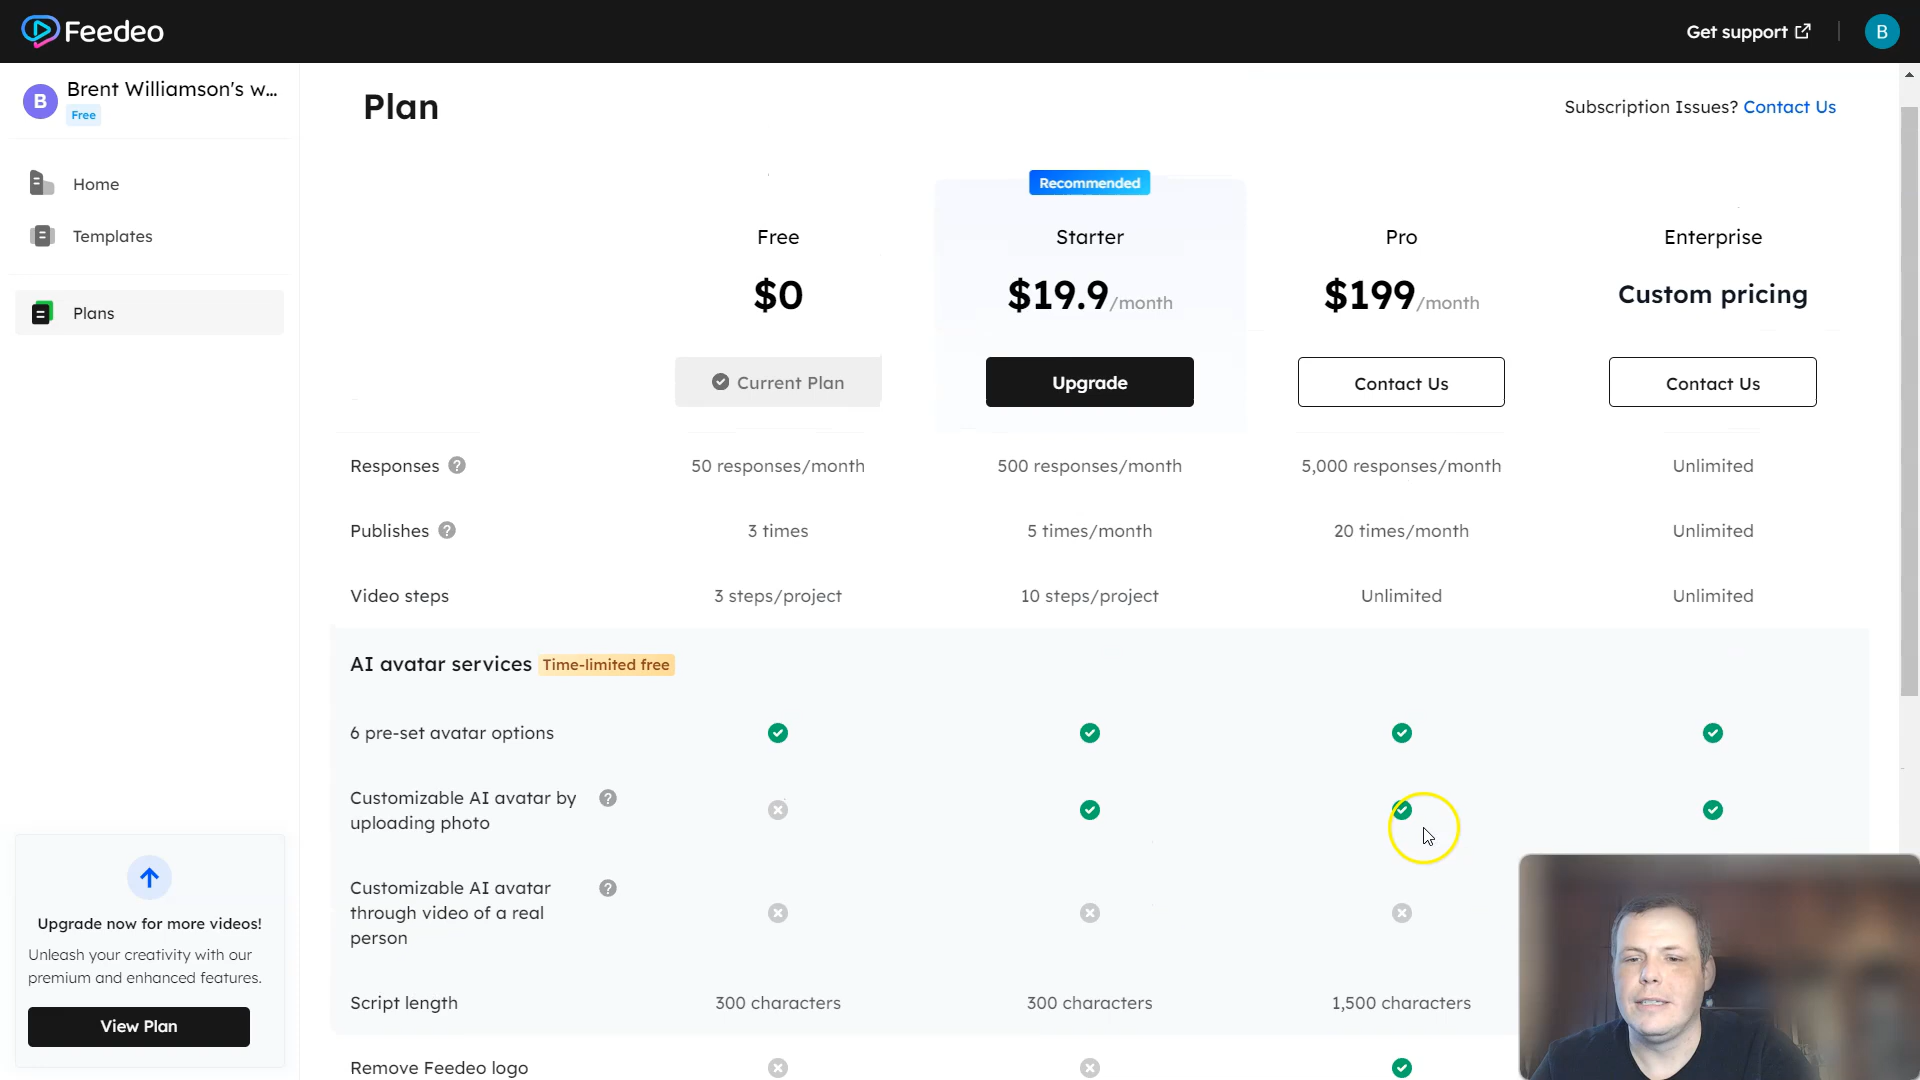 Feedeo
Get support
B
B
Brent Williamson's w...
Free
Home
Templates
Plans
Upgrade now for more videos!
Unleash your creativity with our
premium and enhanced features.
View Plan
Plan
Subscription Issues? Contact Us
Recommended
Free
Starter
Pro
Enterprise
$0
$19.9/month
$199/month
Custom pricing
Current Plan
Upgrade
Contact Us
Contact Us
Responses ?
50 responses/month
500 responses/month
5,000 responses/month
Unlimited
Publishes ?
3 times
5 times/month
20 times/month
Unlimited
Video steps
3 steps/project
10 steps/project
Unlimited
Unlimited
AI avatar services Time-limited free
6 pre-set avatar options
Customizable AI avatar by ?
uploading photo
Customizable AI avatar ?
through video of a real
person
Script length
300 characters
300 characters
1,500 characters
Remove Feedeo logo